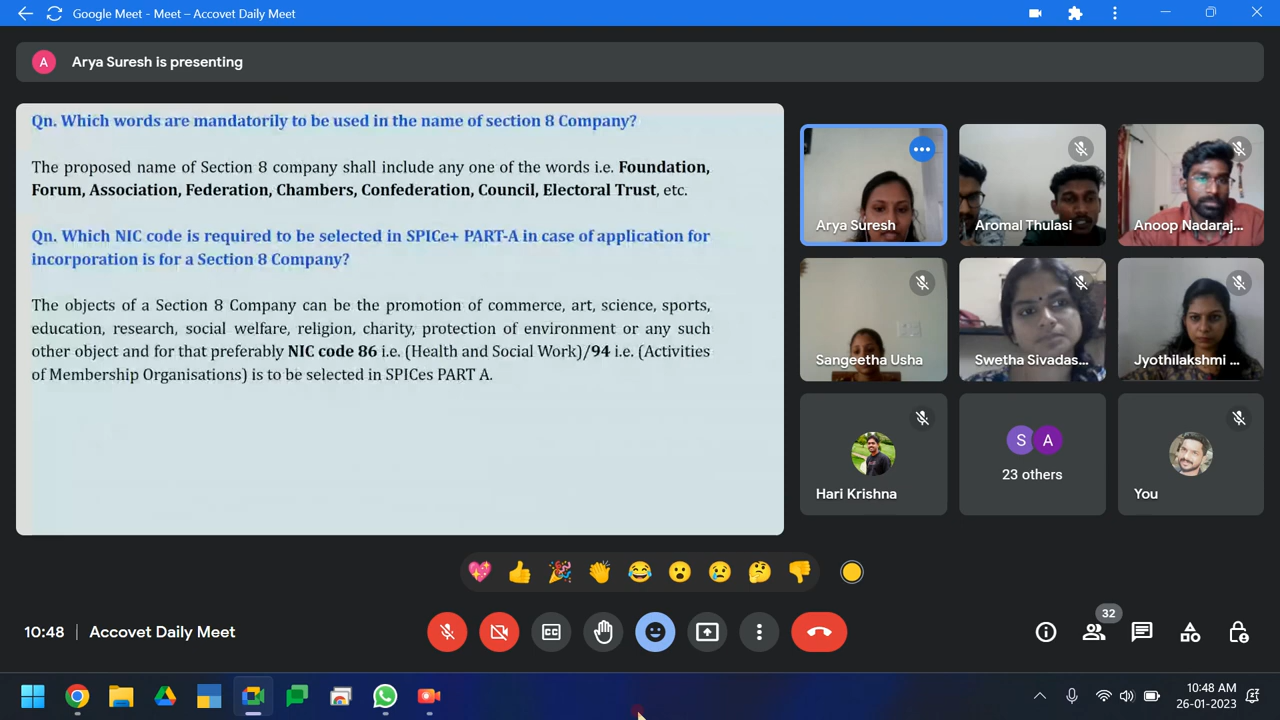 Google Meet - Meet – Accovet Daily Meet
A
Arya Suresh is presenting
Qn. Which words are mandatorily to be used in the name of section 8 Company?
The proposed name of Section 8 company shall include any one of the words i.e. Foundation,
Forum, Association, Federation, Chambers, Confederation, Council, Electoral Trust, etc.
Qn. Which NIC code is required to be selected in SPICe+ PART-A in case of application for
incorporation is for a Section 8 Company?
The objects of a Section 8 Company can be the promotion of commerce, art, science, sports,
education, research, social welfare, religion, charity, protection of environment or any such
other object and for that preferably NIC code 86 i.e. (Health and Social Work)/94 i.e. (Activities
of Membership Organisations) is to be selected in SPICes PART A.
Arya Suresh
Aromal Thulasi
Anoop Nadaraj...
Sangeetha Usha
Swetha Sivadas...
Jyothilakshmi ...
Hari Krishna
S A
23 others
You
10:48 | Accovet Daily Meet
32
10:48 AM
26-01-2023